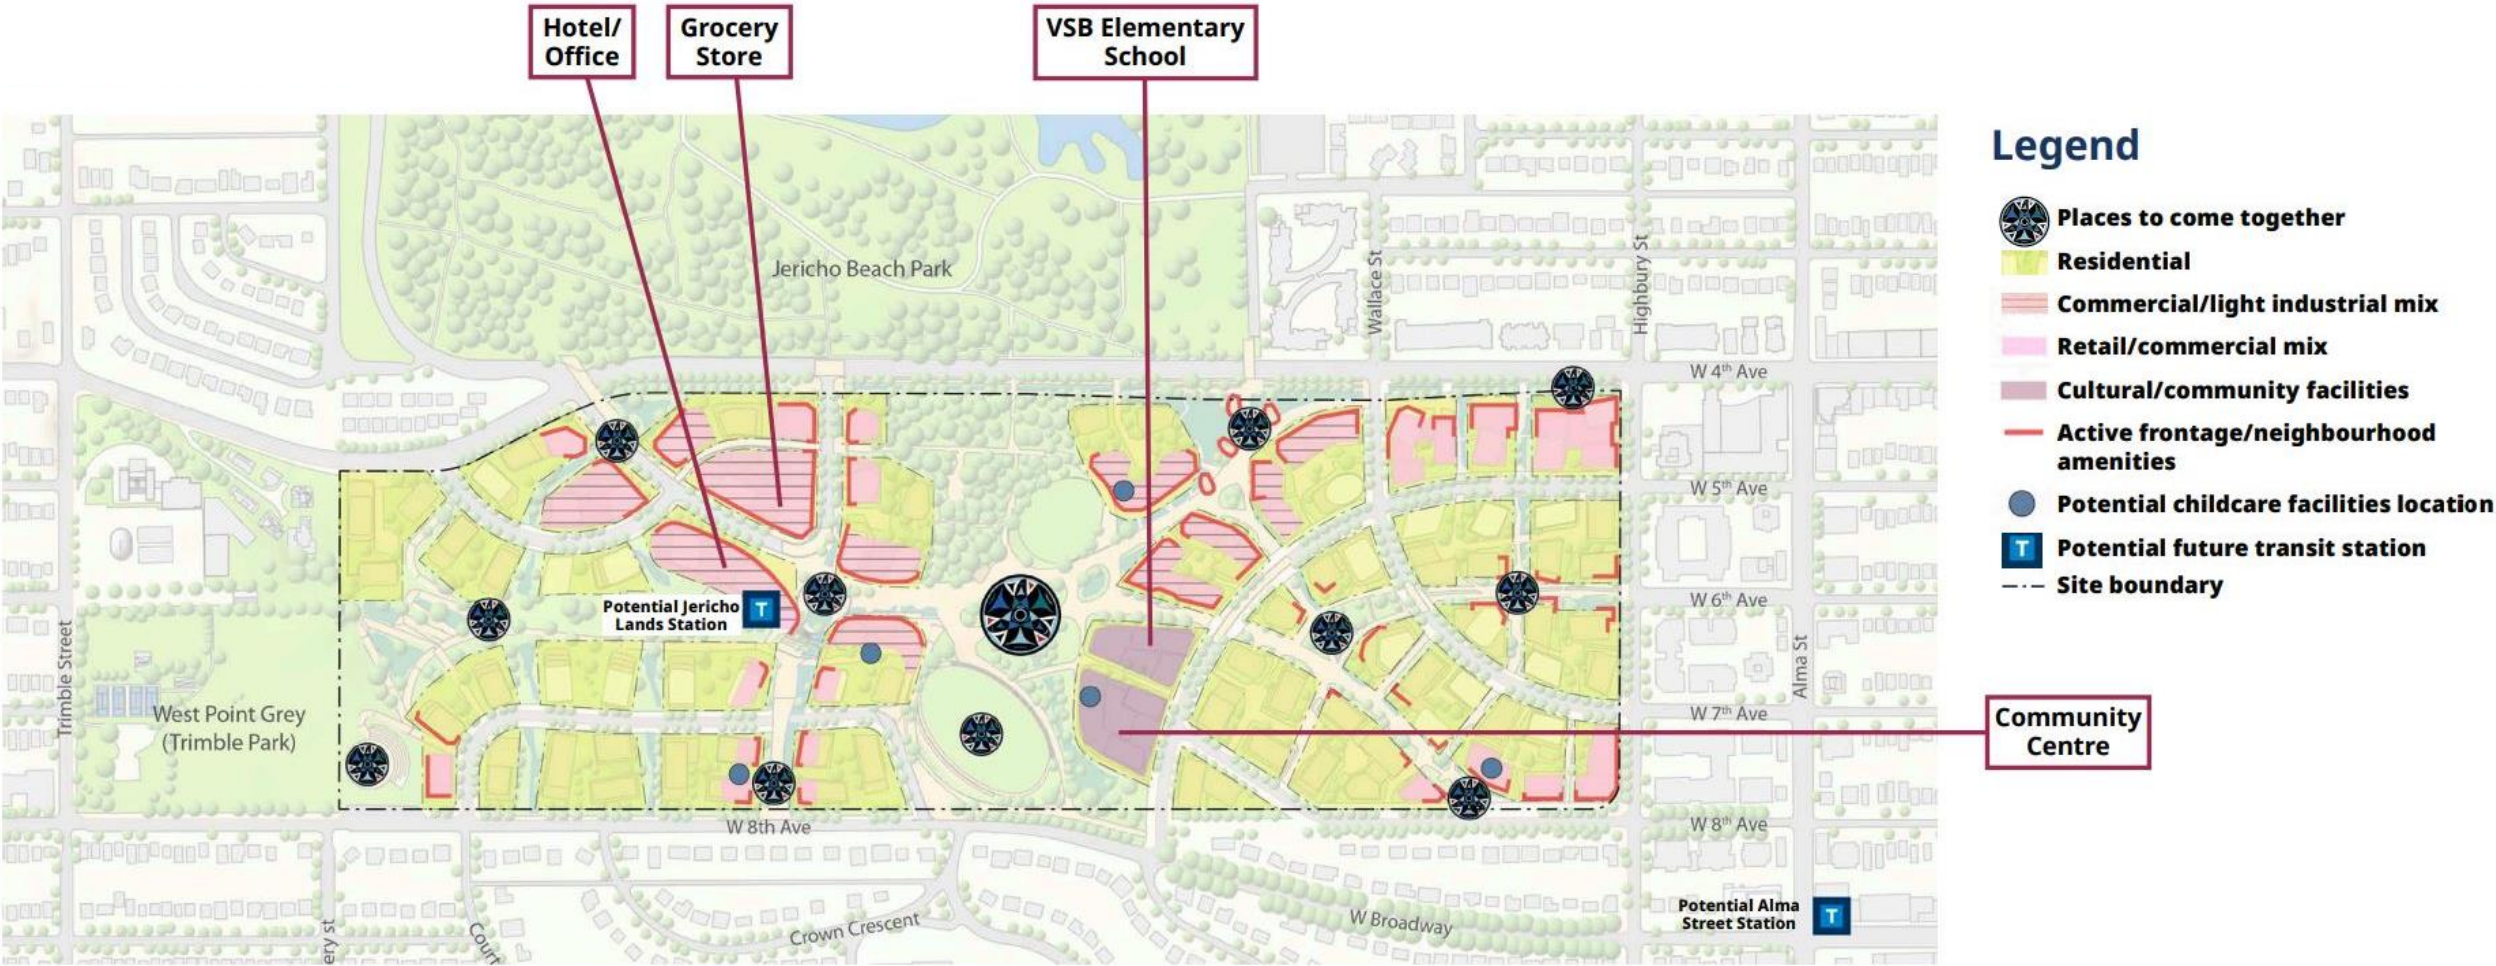 Hotel/
Office
Grocery
Store
VSB Elementary
School
Legend
Places to come together
Residential
Commercial/light industrial mix
Retail/commercial mix
Cultural/community facilities
Active frontage/neighbourhood
amenities
Potential childcare facilities location
T
Potential future transit station
Site boundary
Jericho Beach Park
Wallace St
Highbury St
W 4th Ave
W 5th Ave
W 6th Ave
Potential Jericho
Lands Station
T
Trimble Street
Alma St
West Point Grey
(Trimble Park)
W 7th Ave
Community
Centre
W 8th Ave
W 8th Ave
Potential Alma
Street Station
T
Crown Crescent
W Broadway
ery st
Court